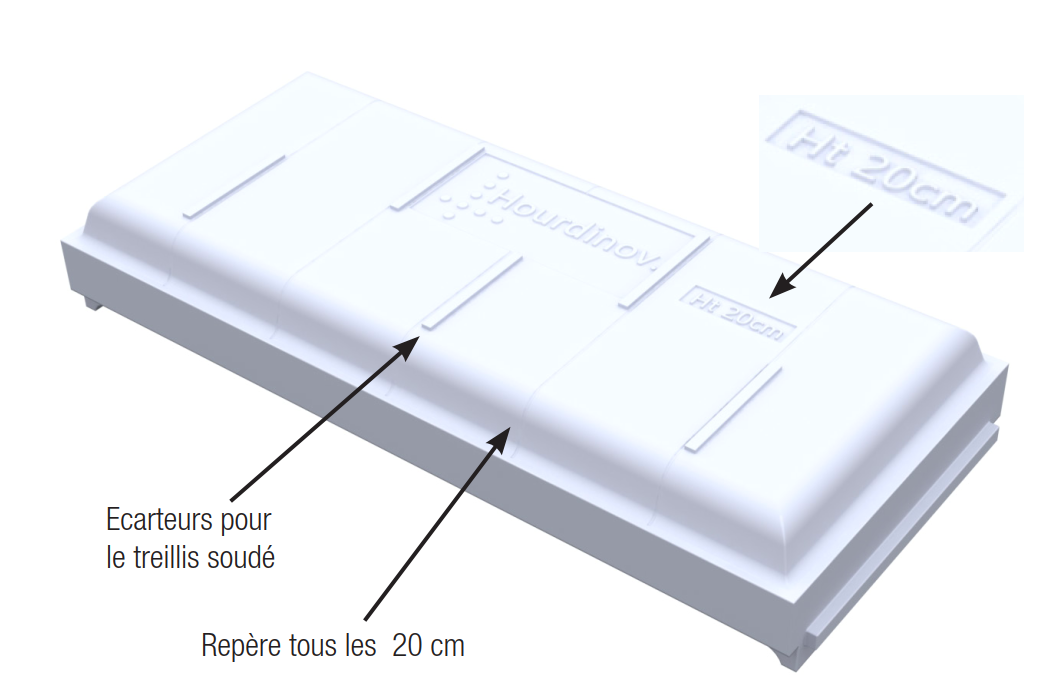 Ht 20cm
Hourdinov.
Ht 20cm
Ecarteurs pour
le treillis soudé
Repère tous les 20 cm